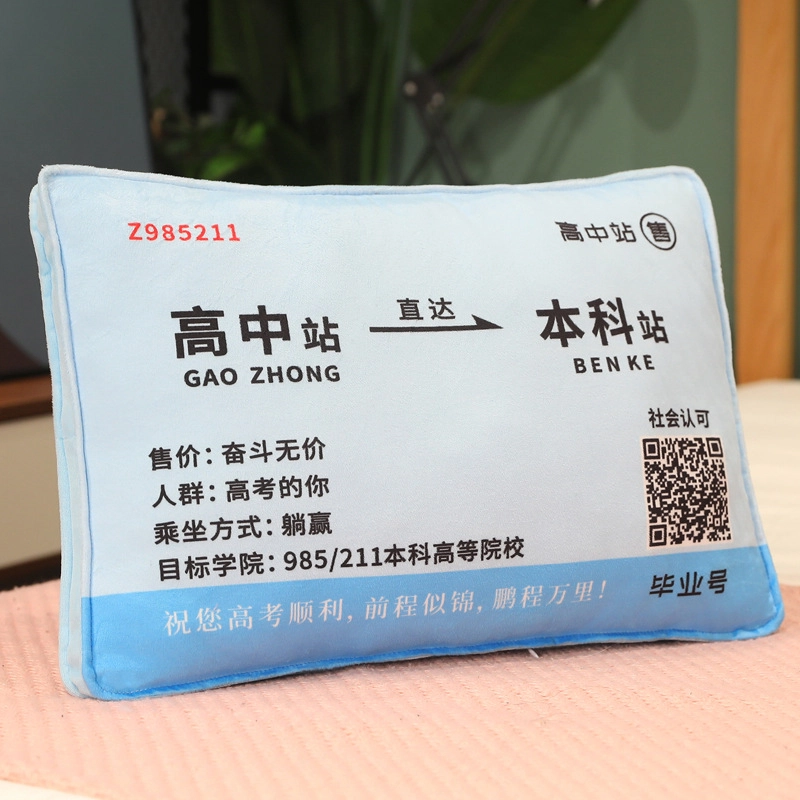 Z985211
高中站 售
高中站 直达 本科站
GAO ZHONG BEN KE
社会认可
售价：奋斗无价
人群：高考的你
乘坐方式：躺赢
目标学院：985/211本科高等院校
毕业号
祝您高考顺利，前程似锦，鹏程万里！